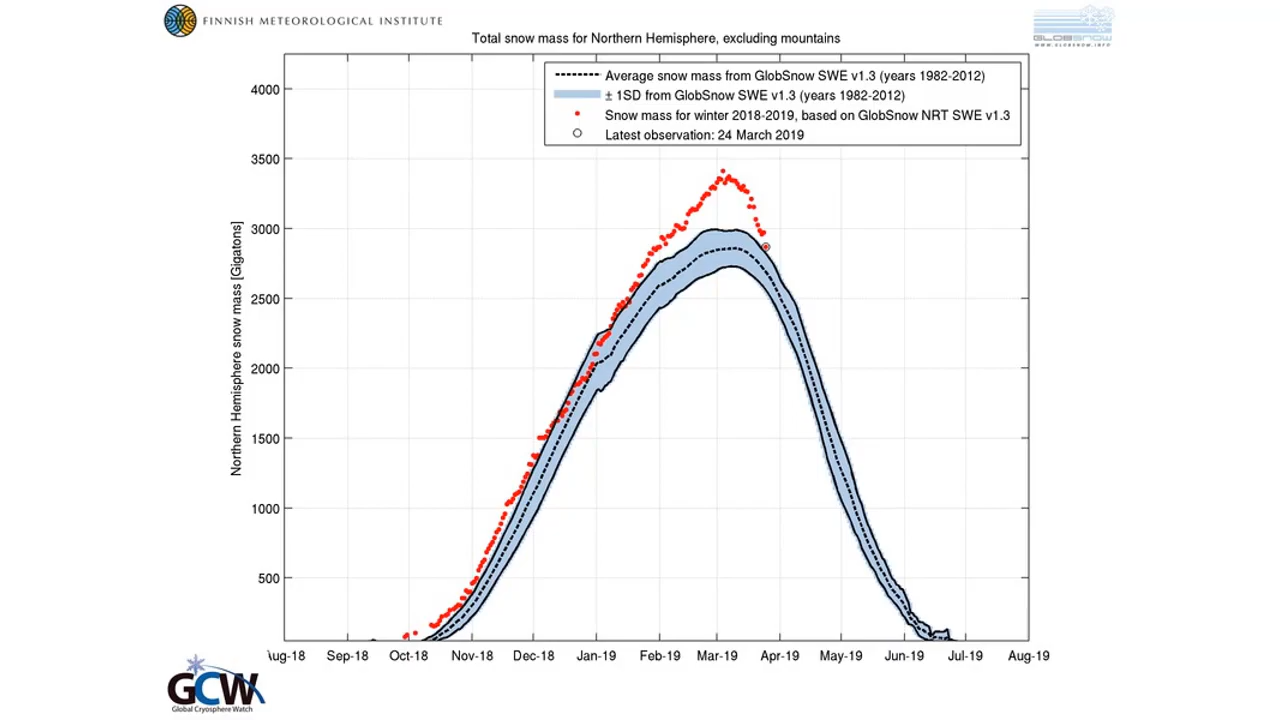 FINNISH METEOROLOGICAL INSTITUTE
GLOBSNOW
WWW.GLOBSNOW.INFO
Total snow mass for Northern Hemisphere, excluding mountains
Average snow mass from GlobSnow SWE v1.3 (years 1982-2012)
± 1SD from GlobSnow SWE v1.3 (years 1982-2012)
Snow mass for winter 2018-2019, based on GlobSnow NRT SWE v1.3
Latest observation: 24 March 2019
Northern Hemisphere snow mass [Gigatons]
4000
3500
3000
2500
2000
1500
1000
500
Aug-18 Sep-18 Oct-18 Nov-18 Dec-18 Jan-19 Feb-19 Mar-19 Apr-19 May-19 Jun-19 Jul-19 Aug-19
GCW
Global Cryosphere Watch